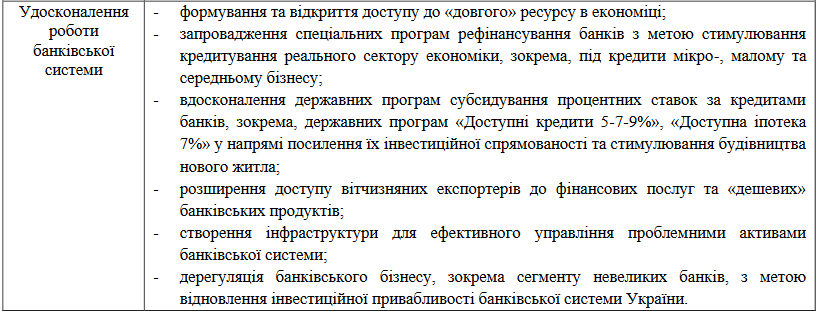 Удосконалення
роботи
банківської
системи
- формування та відкриття доступу до «довгого» ресурсу в економіці;
- запровадження спеціальних програм рефінансування банків з метою стимулювання
кредитування реального сектору економіки, зокрема, під кредити мікро-, малому та
середньому бізнесу;
- вдосконалення державних програм субсидування процентних ставок за кредитами
банків, зокрема, державних програм «Доступні кредити 5-7-9%», «Доступна іпотека
7%» у напрямі посилення їх інвестиційної спрямованості та стимулювання будівництва
нового житла;
- розширення доступу вітчизняних експортерів до фінансових послуг та «дешевих»
банківських продуктів;
- створення інфраструктури для ефективного управління проблемними активами
банківської системи;
- дерегуляція банківського бізнесу, зокрема сегменту невеликих банків, з метою
відновлення інвестиційної привабливості банківської системи України.